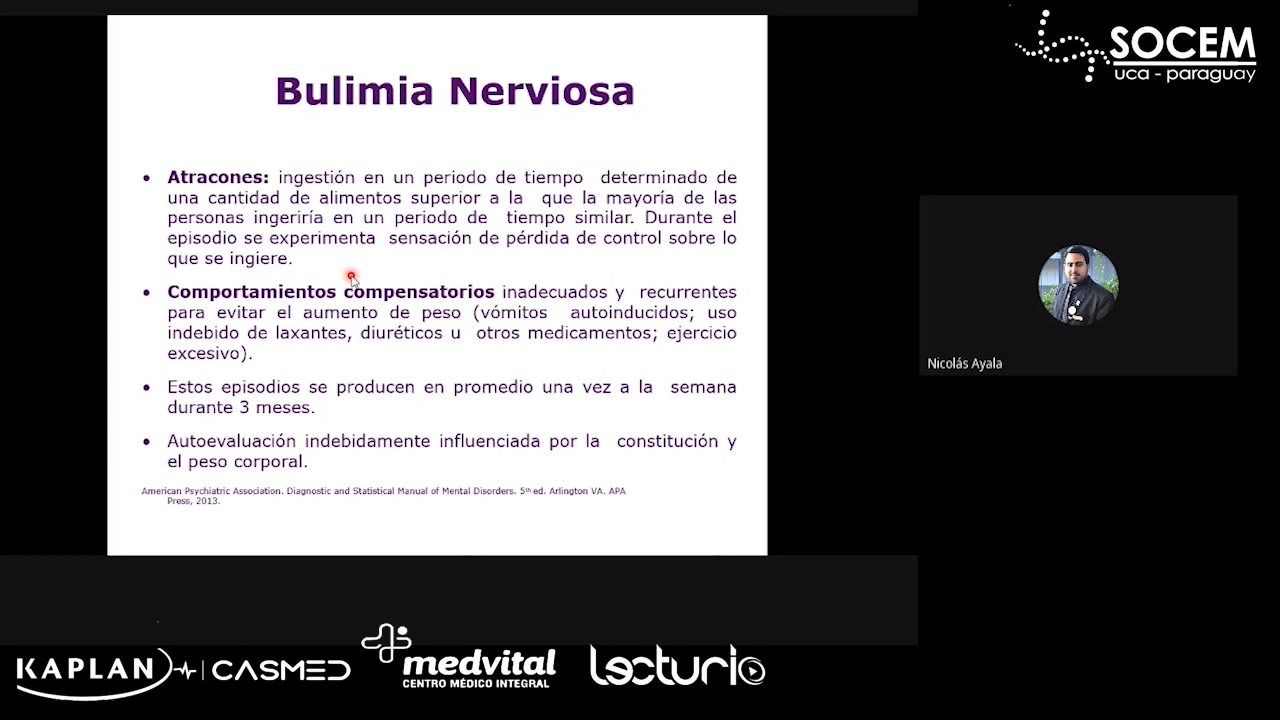 Bulimia Nerviosa
• Atracones: ingestión en un periodo de tiempo determinado de
una cantidad de alimentos superior a la que la mayoría de las
personas ingeriría en un periodo de tiempo similar. Durante el
episodio se experimenta sensación de pérdida de control sobre lo
que se ingiere.
• Comportamientos compensatorios inadecuados y recurrentes
para evitar el aumento de peso (vómitos autoinducidos; uso
indebido de laxantes, diuréticos u otros medicamentos; ejercicio
excesivo).
• Estos episodios se producen en promedio una vez a la semana
durante 3 meses.
• Autoevaluación indebidamente influenciada por la constitución y
el peso corporal.
American Psychiatric Association. Diagnostic and Statistical Manual of Mental Disorders. 5th ed. Arlington VA. APA
Press, 2013.
SOCEM
uca - paraguay
Nicolás Ayala
KAPLAN | CASMED
medvital
CENTRO MÉDICO INTEGRAL
lecturio